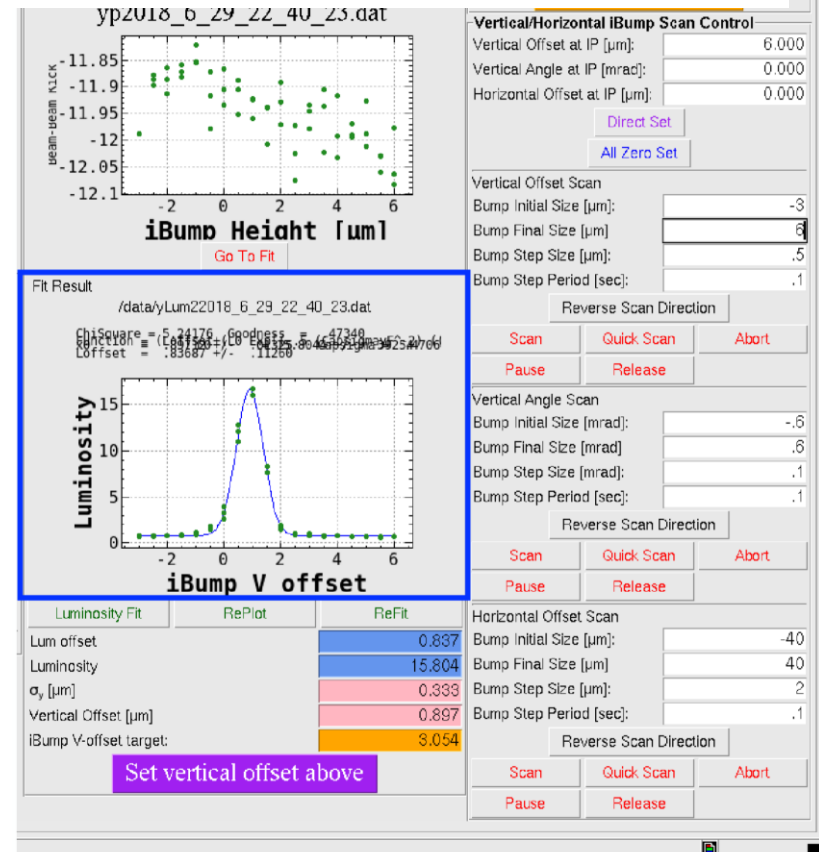 yp2018_6_29_22_40_23.dat
Beam-Beam Kick
-11.85
-11.9
-11.95
-12
-12.05
-12.1
-2 0 2 4 6
iBump Height [um]
Go To Fit
Fit Result
/data/yLum22018_6_29_22_40_23.dat
ChiSquare = 5.24176 Goodness = .47340
Loffset = .83687 +/- .11260
Luminosity
15
10
5
0
-2 0 2 4 6
iBump V offset
Luminosity Fit RePlot ReFit
Lum offset 0.837
Luminosity 15.804
σy [µm] 0.333
Vertical Offset [µm] 0.897
iBump V-offset target: 3.054
Set vertical offset above
Vertical/Horizontal iBump Scan Control
Vertical Offset at IP [µm]: 6.000
Vertical Angle at IP [mrad]: 0.000
Horizontal Offset at IP [µm]: 0.000
Direct Set
All Zero Set
Vertical Offset Scan
Bump Initial Size [µm]: -3
Bump Final Size [µm] 6
Bump Step Size [µm]: .5
Bump Step Period [sec]: .1
Reverse Scan Direction
Scan Quick Scan Abort
Pause Release
Vertical Angle Scan
Bump Initial Size [mrad]: -.6
Bump Final Size [mrad] .6
Bump Step Size [mrad]: .1
Bump Step Period [sec]: .1
Reverse Scan Direction
Scan Quick Scan Abort
Pause Release
Horizontal Offset Scan
Bump Initial Size [µm]: -40
Bump Final Size [µm] 40
Bump Step Size [µm]: 2
Bump Step Period [sec]: .1
Reverse Scan Direction
Scan Quick Scan Abort
Pause Release